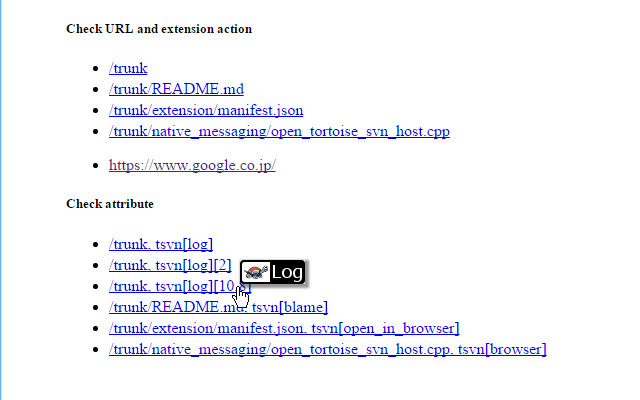 Check URL and extension action
/trunk
/trunk/README.md
/trunk/extension/manifest.json
/trunk/native_messaging/open_tortoise_svn_host.cpp
https://www.google.co.jp/
Check attribute
/trunk, tsvn[log]
/trunk, tsvn[log][2]
Log
/trunk, tsvn[log][10,
/trunk/README.md, tsvn[blame]
/trunk/extension/manifest.json, tsvn[open_in_browser]
/trunk/native_messaging/open_tortoise_svn_host.cpp, tsvn[browser]